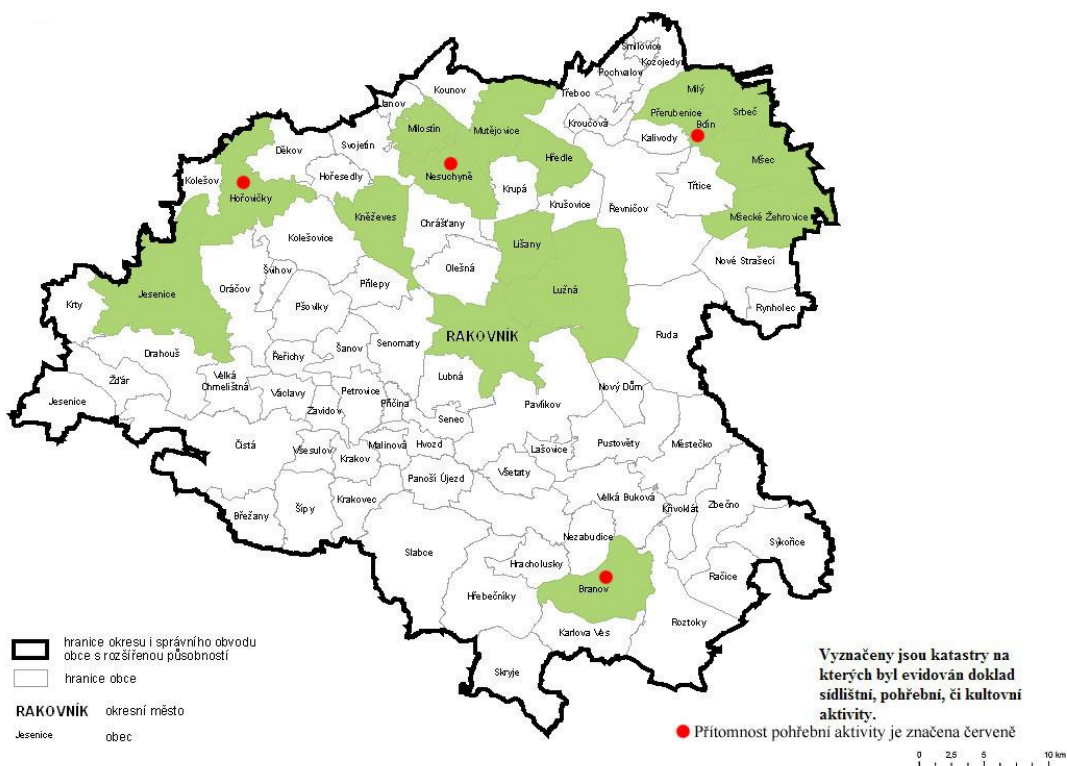 Smilovice
Kozojedy
Pochvalov
Kounov
Třeboc
Milý
Janov
Přerubenice
Srbeč
Milostín
Mutějovice
Kroučová
Bdín
Svojetín
Kalivody
Děkov
Hředle
Mšec
Kolešov
Hořesedly
Nesuchyně
Třtice
Hořovičky
Krupá
Kněževes
Krušovice
Řevničov
Mšecké Žehrovice
Chrášťany
Kolešovice
Lišany
Nové Strašecí
Olešná
Švihov
Jesenice
Oráčov
Přílepy
Lužná
Krty
Pšovlky
Rynholec
RAKOVNÍK
Ruda
Šanov
Senomaty
Drahouš
Řeřichy
Lubná
Žďár
Velká
Chmelištná
Václavy
Petrovice
Nový Dům
Jesenice
Zavidov
Příčina
Pavlíkov
Senec
Čistá
Všesulov
Malinová
Hvozd
Lašovice
Pustověty
Městečko
Krakov
Všetaty
Panoší Újezd
Velká Buková
Břežany
Šípy
Krakovec
Křivoklát
Zbečno
Nezabudice
Sýkořice
Slabce
Hracholusky
Račice
Hřebečníky
Branov
Roztoky
Karlova Ves
Skryje
hranice okresu i správního obvodu
obce s rozšířenou působností
hranice obce
RAKOVNÍK okresní město
Jesenice obec
Vyznačeny jsou katastry na
kterých byl evidován doklad
sídlištní, pohřební, či kultovní
aktivity.
Přítomnost pohřební aktivity je značena červeně
0 2,5 5 10 km